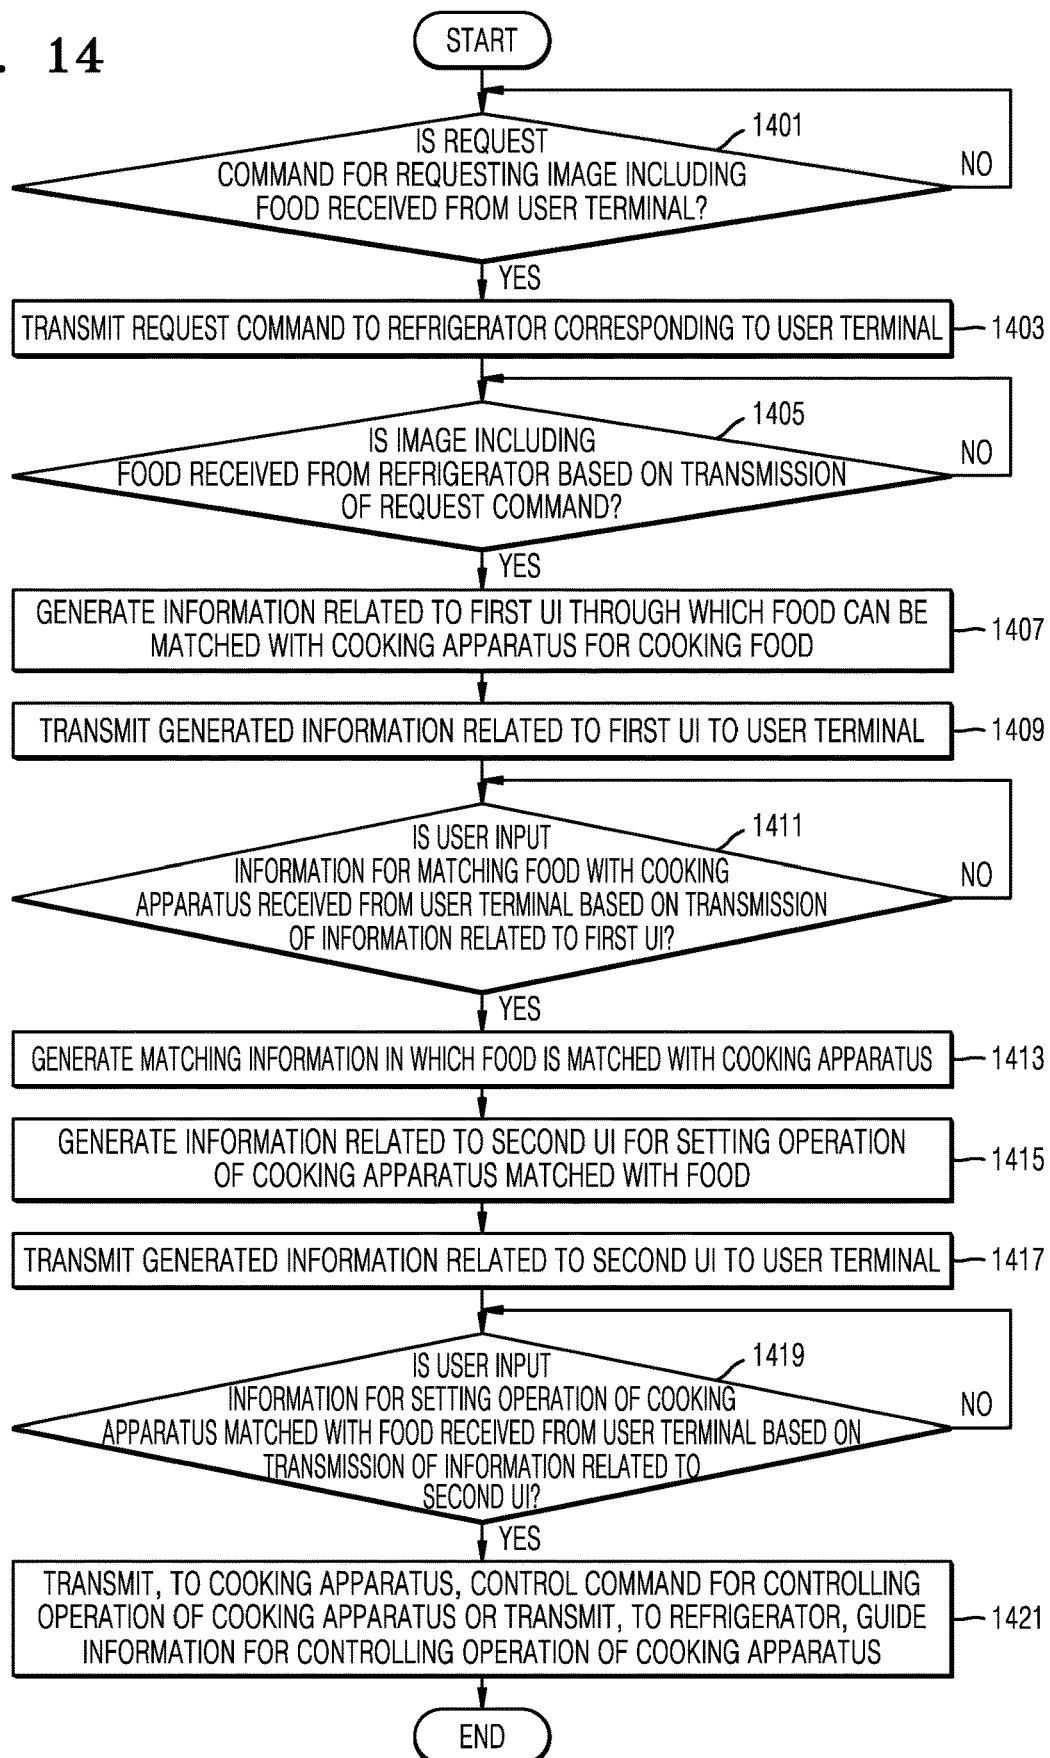 . 14
START
1401
IS REQUEST
COMMAND FOR REQUESTING IMAGE INCLUDING
FOOD RECEIVED FROM USER TERMINAL?
NO
YES
TRANSMIT REQUEST COMMAND TO REFRIGERATOR CORRESPONDING TO USER TERMINAL
1403
1405
IS IMAGE INCLUDING
FOOD RECEIVED FROM REFRIGERATOR BASED ON TRANSMISSION
OF REQUEST COMMAND?
NO
YES
GENERATE INFORMATION RELATED TO FIRST UI THROUGH WHICH FOOD CAN BE
MATCHED WITH COOKING APPARATUS FOR COOKING FOOD
1407
TRANSMIT GENERATED INFORMATION RELATED TO FIRST UI TO USER TERMINAL
1409
1411
IS USER INPUT
INFORMATION FOR MATCHING FOOD WITH COOKING
APPARATUS RECEIVED FROM USER TERMINAL BASED ON TRANSMISSION
OF INFORMATION RELATED TO FIRST UI?
NO
YES
GENERATE MATCHING INFORMATION IN WHICH FOOD IS MATCHED WITH COOKING APPARATUS
1413
GENERATE INFORMATION RELATED TO SECOND UI FOR SETTING OPERATION
OF COOKING APPARATUS MATCHED WITH FOOD
1415
TRANSMIT GENERATED INFORMATION RELATED TO SECOND UI TO USER TERMINAL
1417
1419
IS USER INPUT
INFORMATION FOR SETTING OPERATION OF COOKING
APPARATUS MATCHED WITH FOOD RECEIVED FROM USER TERMINAL BASED ON
TRANSMISSION OF INFORMATION RELATED TO
SECOND UI?
NO
YES
TRANSMIT, TO COOKING APPARATUS, CONTROL COMMAND FOR CONTROLLING
OPERATION OF COOKING APPARATUS OR TRANSMIT, TO REFRIGERATOR, GUIDE
INFORMATION FOR CONTROLLING OPERATION OF COOKING APPARATUS
1421
END